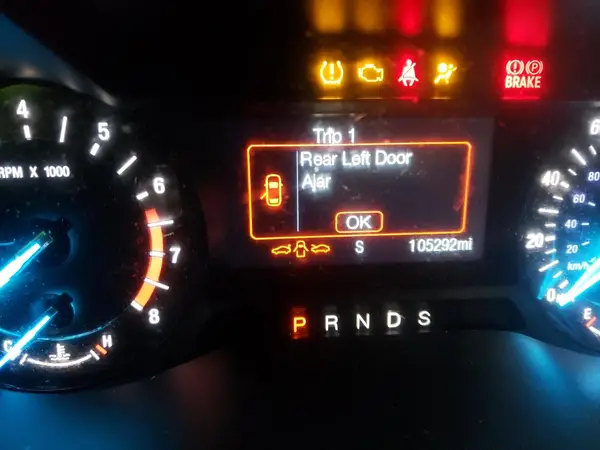 BRAKE
Trip 1
Rear Left Door
Ajar
OK
S 105292mi
P R N D S
4
5
6
7
8
RPM X 1000
H
40
20
0
80
60
40
20
km/h
E